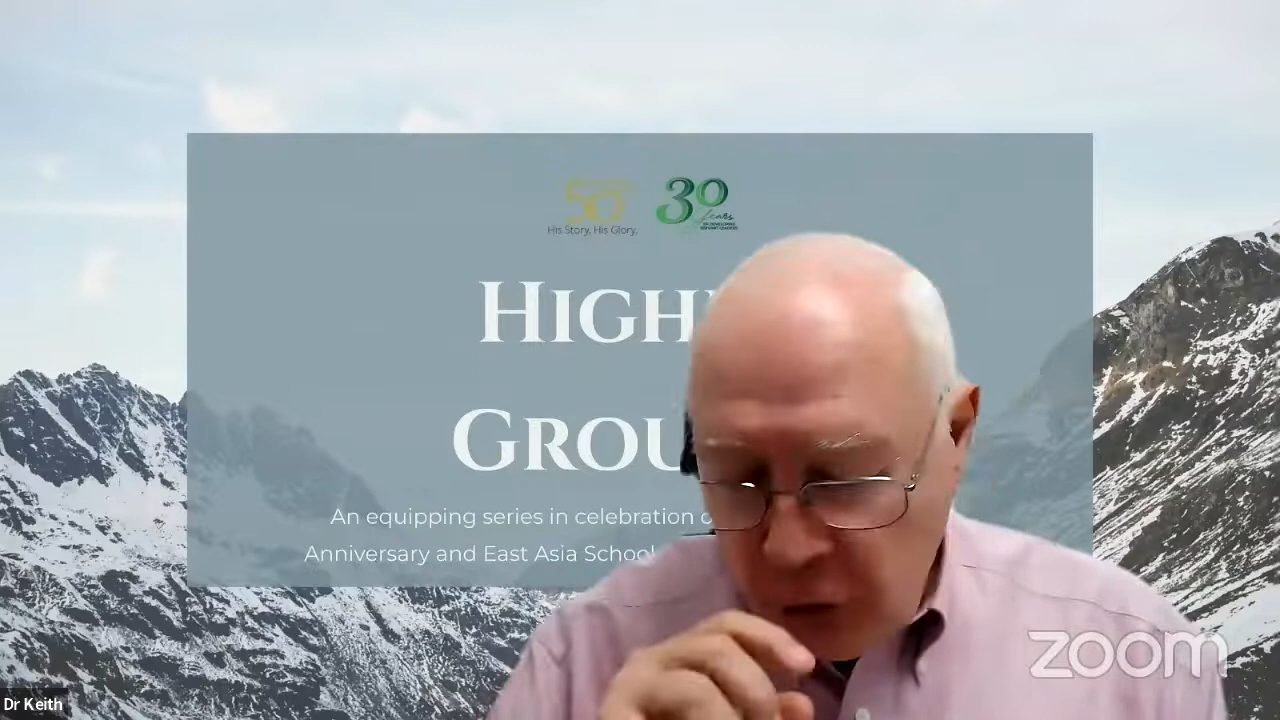 50
His Story, His Glory.
30
Years
HIGH
GROU
An equipping series in celebration o
Anniversary and East Asia School
zoom
Dr Keith